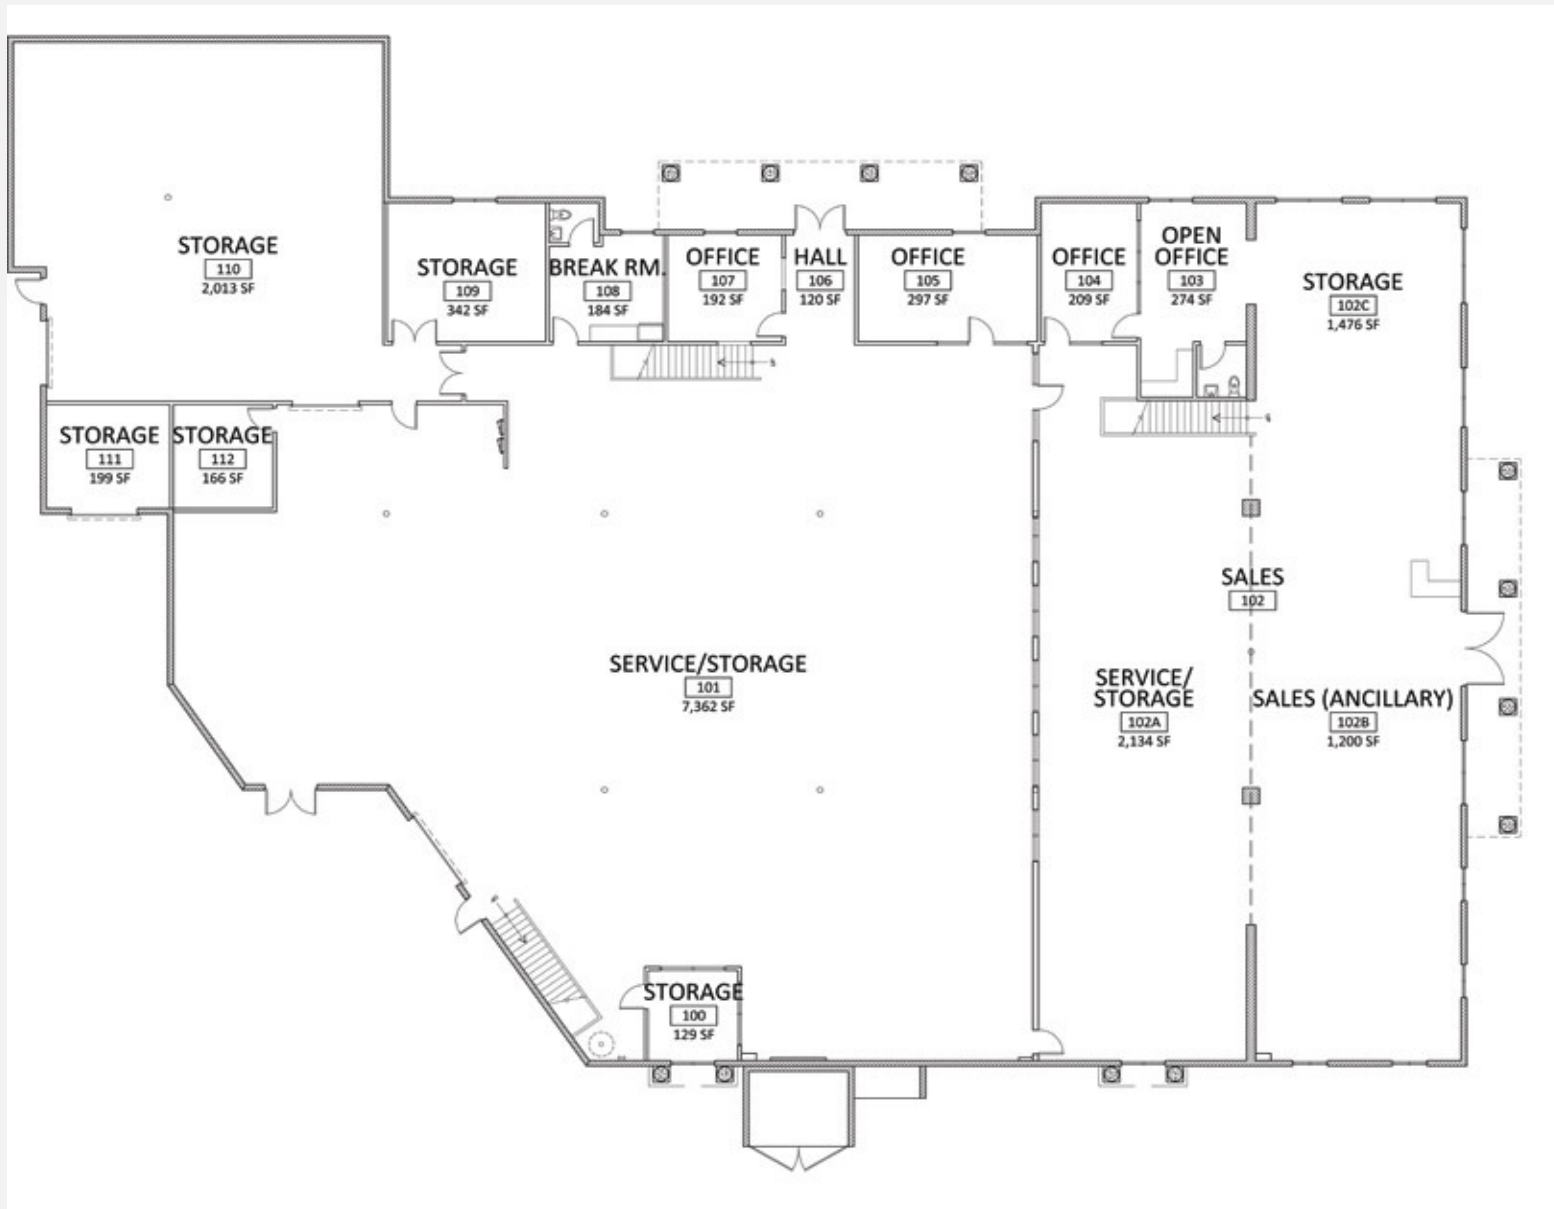 STORAGE
110
2,013 SF
STORAGE
109
342 SF
BREAK RM.
108
184 SF
OFFICE
107
192 SF
HALL
106
120 SF
OFFICE
105
297 SF
OFFICE
104
209 SF
OPEN
OFFICE
103
274 SF
STORAGE
102C
1,476 SF
STORAGE
111
199 SF
STORAGE
112
166 SF
SALES
102
SERVICE/STORAGE
101
7,362 SF
SERVICE/
STORAGE
102A
2,134 SF
SALES (ANCILLARY)
102B
1,200 SF
STORAGE
100
129 SF